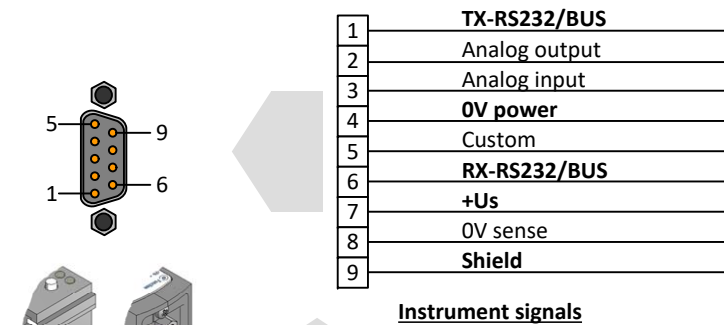 1 TX-RS232/BUS
2 Analog output
3 Analog input
4 0V power
5 Custom
6 RX-RS232/BUS
7 +Us
8 0V sense
9 Shield
5 9
1 6
Instrument signals